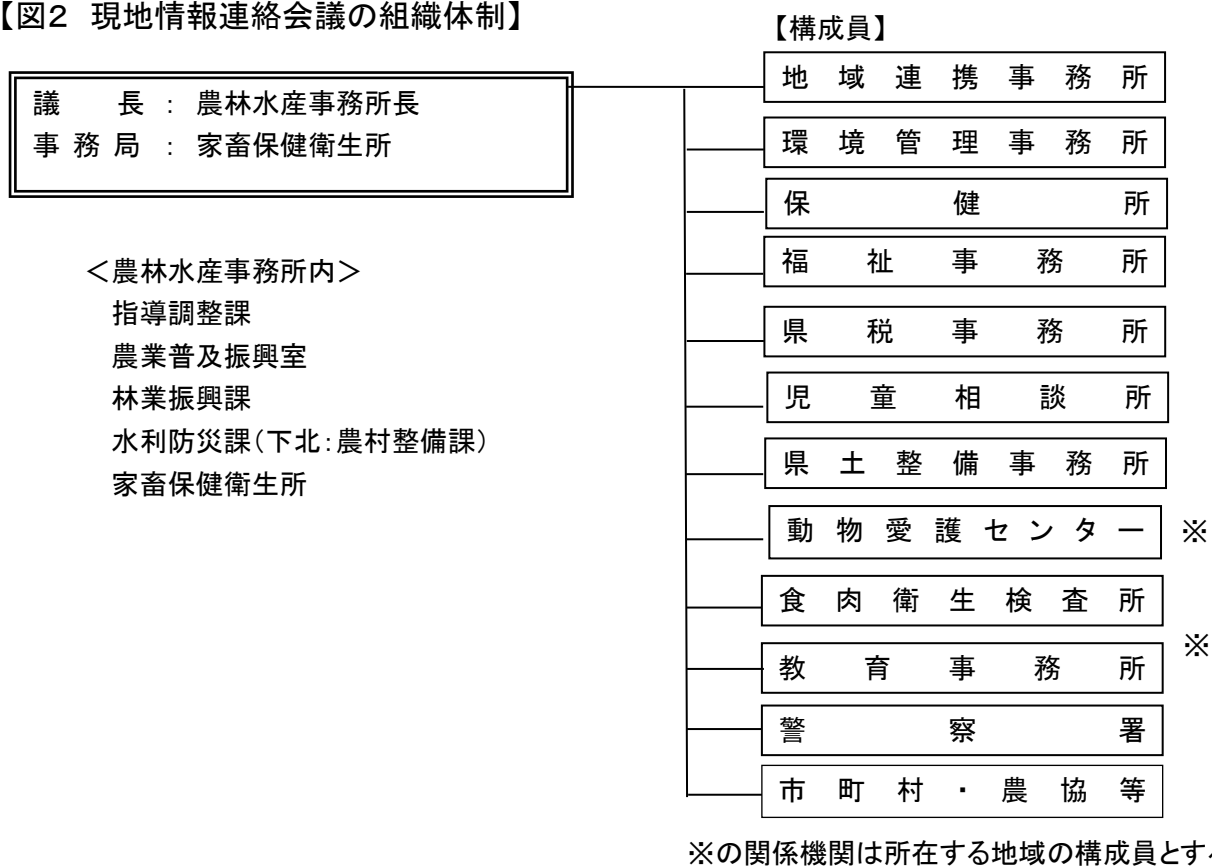 【図2 現地情報連絡会議の組織体制】
議長：農林水産事務所長
事務局：家畜保健衛生所
＜農林水産事務所内＞
指導調整課
農業普及振興室
林業振興課
水利防災課（下北：農村整備課）
家畜保健衛生所
【構成員】
地域連携事務所
環境管理事務所
保健所
福祉事務所
県税事務所
児童相談所
県土整備事務所
動物愛護センター ※
食肉衛生検査所
※
教育事務所
警察署
市町村・農協等
※の関係機関は所在する地域の構成員とす